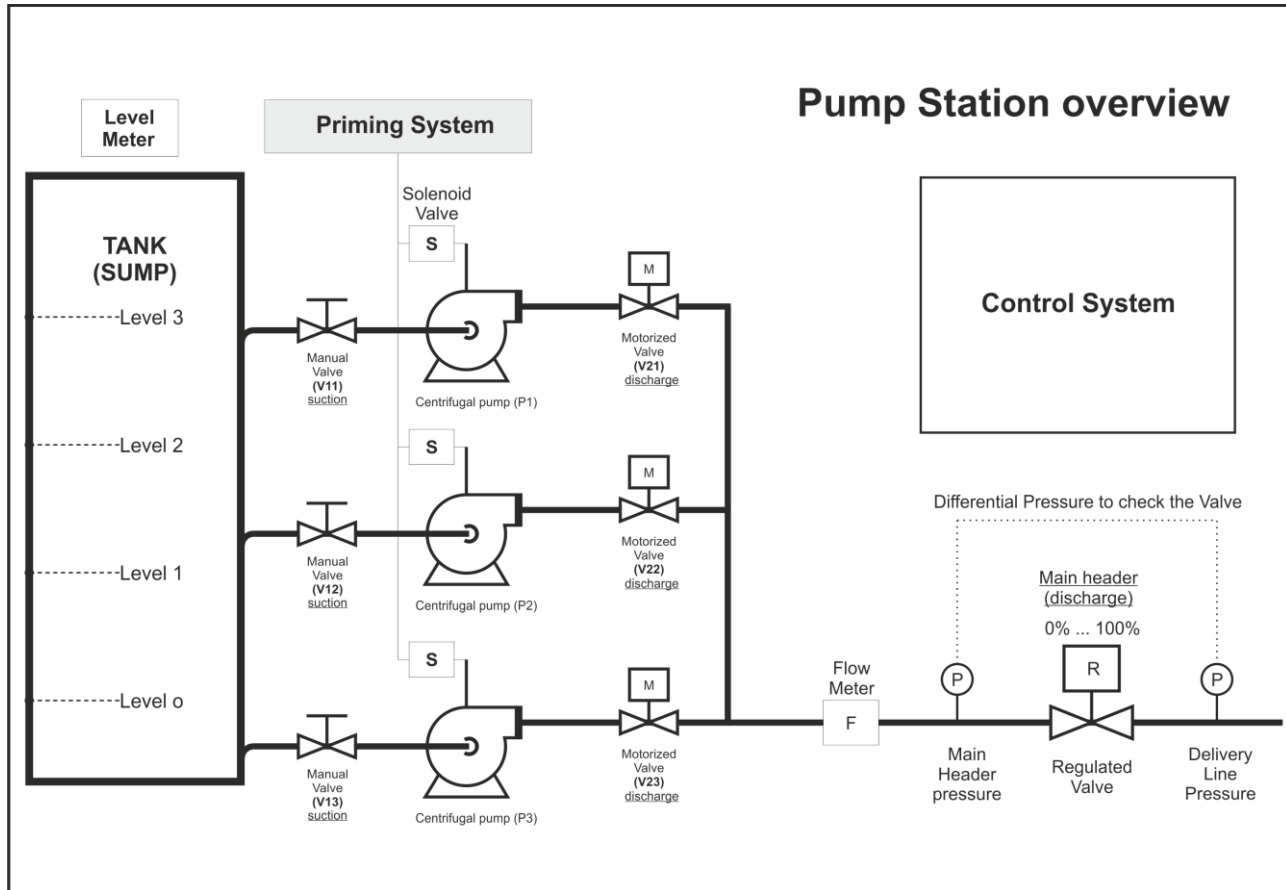 Pump Station overview
Level
Meter
Priming System
TANK
(SUMP)
Level 3
Level 2
Level 1
Level o
Solenoid
Valve
S
Manual
Valve
(V11)
suction
Centrifugal pump (P1)
M
Motorized
Valve
(V21)
discharge
S
Manual
Valve
(V12)
suction
Centrifugal pump (P2)
M
Motorized
Valve
(V22)
discharge
S
Manual
Valve
(V13)
suction
Centrifugal pump (P3)
M
Motorized
Valve
(V23)
discharge
Control System
Differential Pressure to check the Valve
Main header
(discharge)
0% ... 100%
Flow
Meter
F
P
R
P
Main
Header
pressure
Regulated
Valve
Delivery
Line
Pressure